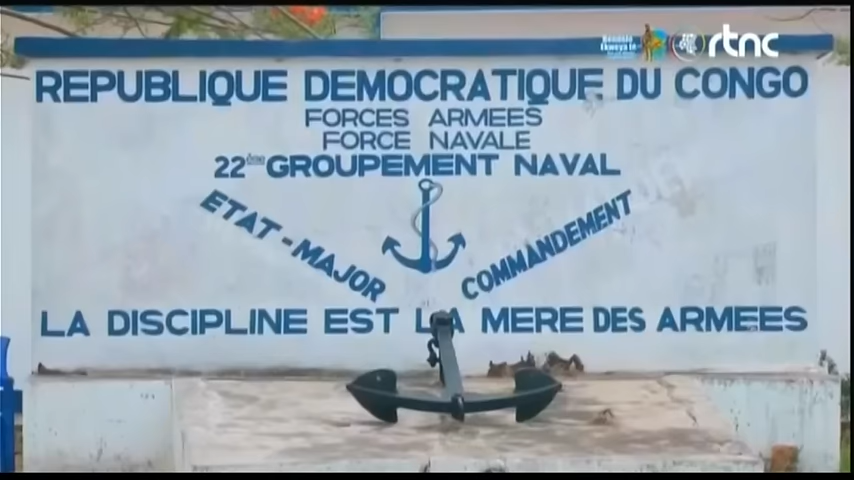 rtnc
REPUBLIQUE DEMOCRATIQUE DU CONGO
FORCES ARMEES
FORCE NAVALE
22ème GROUPEMENT NAVAL
ETAT-MAJOR
COMMANDEMENT
LA DISCIPLINE EST LA MERE DES ARMEES